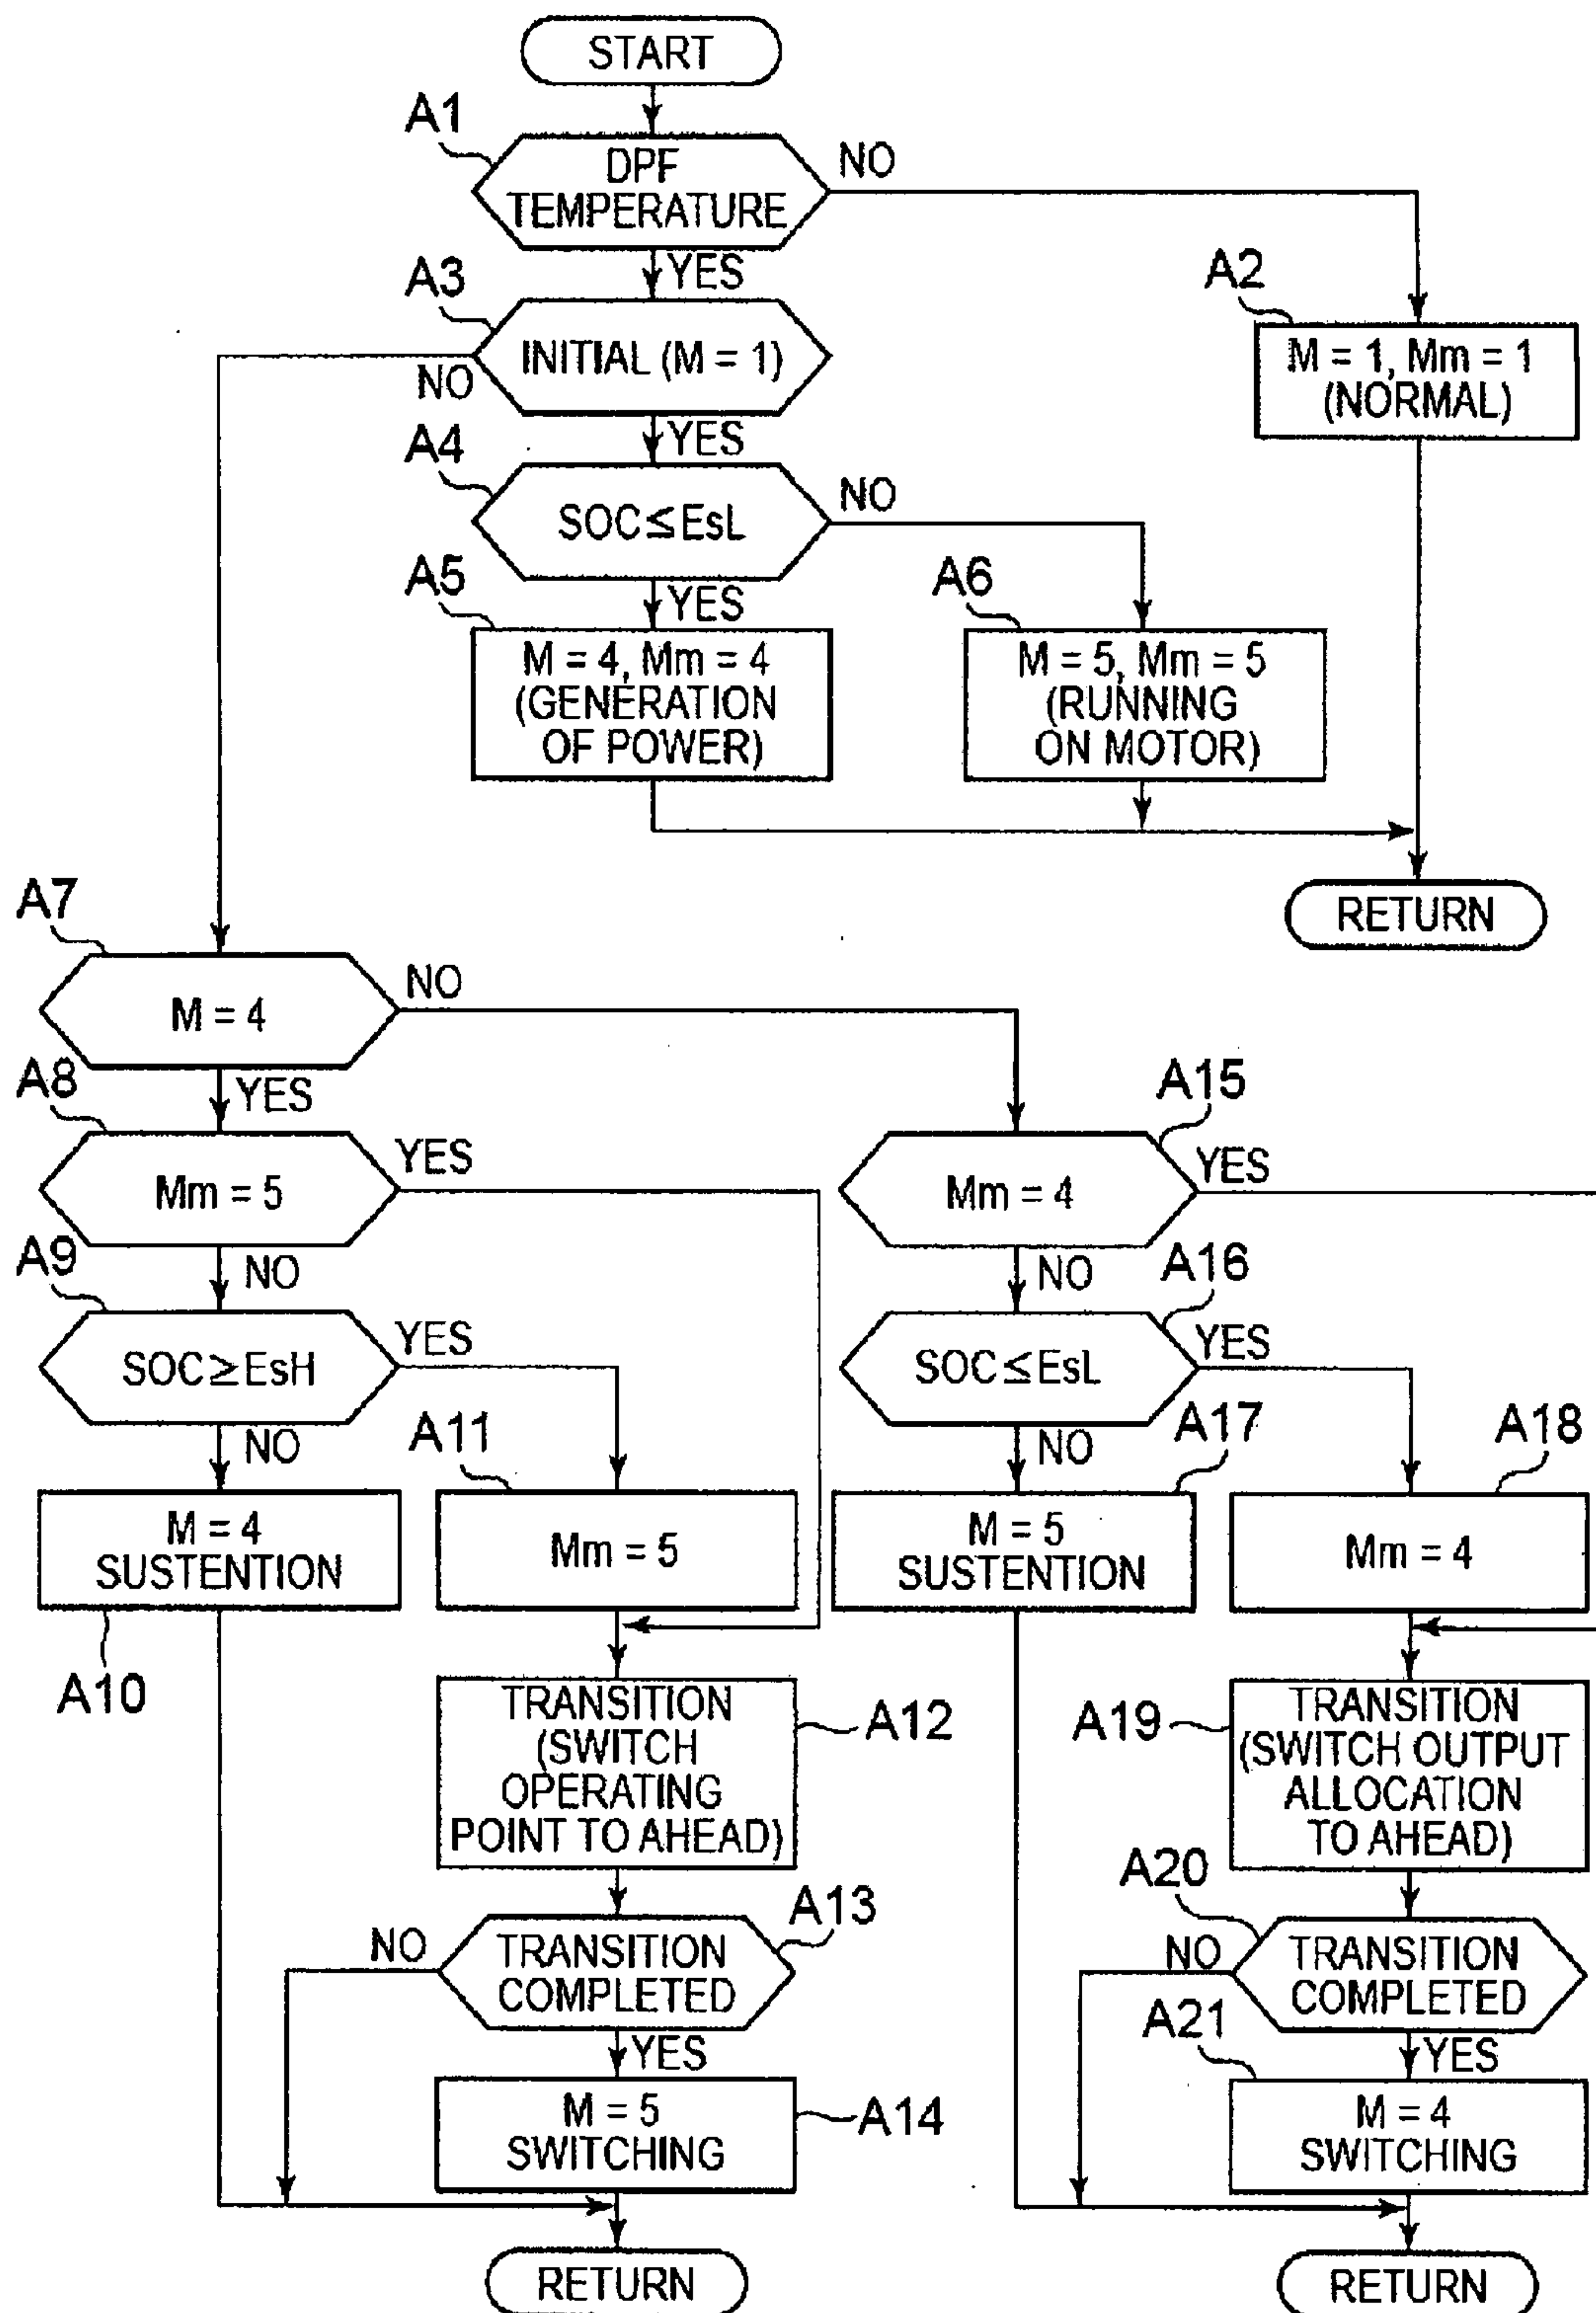 START
A1
DPF
TEMPERATURE
NO
YES
A2
M = 1, Mm = 1
(NORMAL)
A3
INITIAL (M = 1)
NO
YES
A4
SOC≤EsL
NO
YES
A5
M = 4, Mm = 4
(GENERATION
OF POWER)
A6
M = 5, Mm = 5
(RUNNING
ON MOTOR)
RETURN
A7
M = 4
NO
YES
A8
Mm = 5
YES
NO
A9
SOC≥EsH
YES
NO
M = 4
SUSTENTION
A10
A11
Mm = 5
TRANSITION
(SWITCH
OPERATING
POINT TO AHEAD)
A12
A13
TRANSITION
COMPLETED
NO
YES
M = 5
SWITCHING
A14
RETURN
A15
Mm = 4
YES
NO
A16
SOC≤EsL
YES
NO
A17
M = 5
SUSTENTION
A18
Mm = 4
A19
TRANSITION
(SWITCH OUTPUT
ALLOCATION
TO AHEAD)
A20
TRANSITION
COMPLETED
NO
YES
A21
M = 4
SWITCHING
RETURN